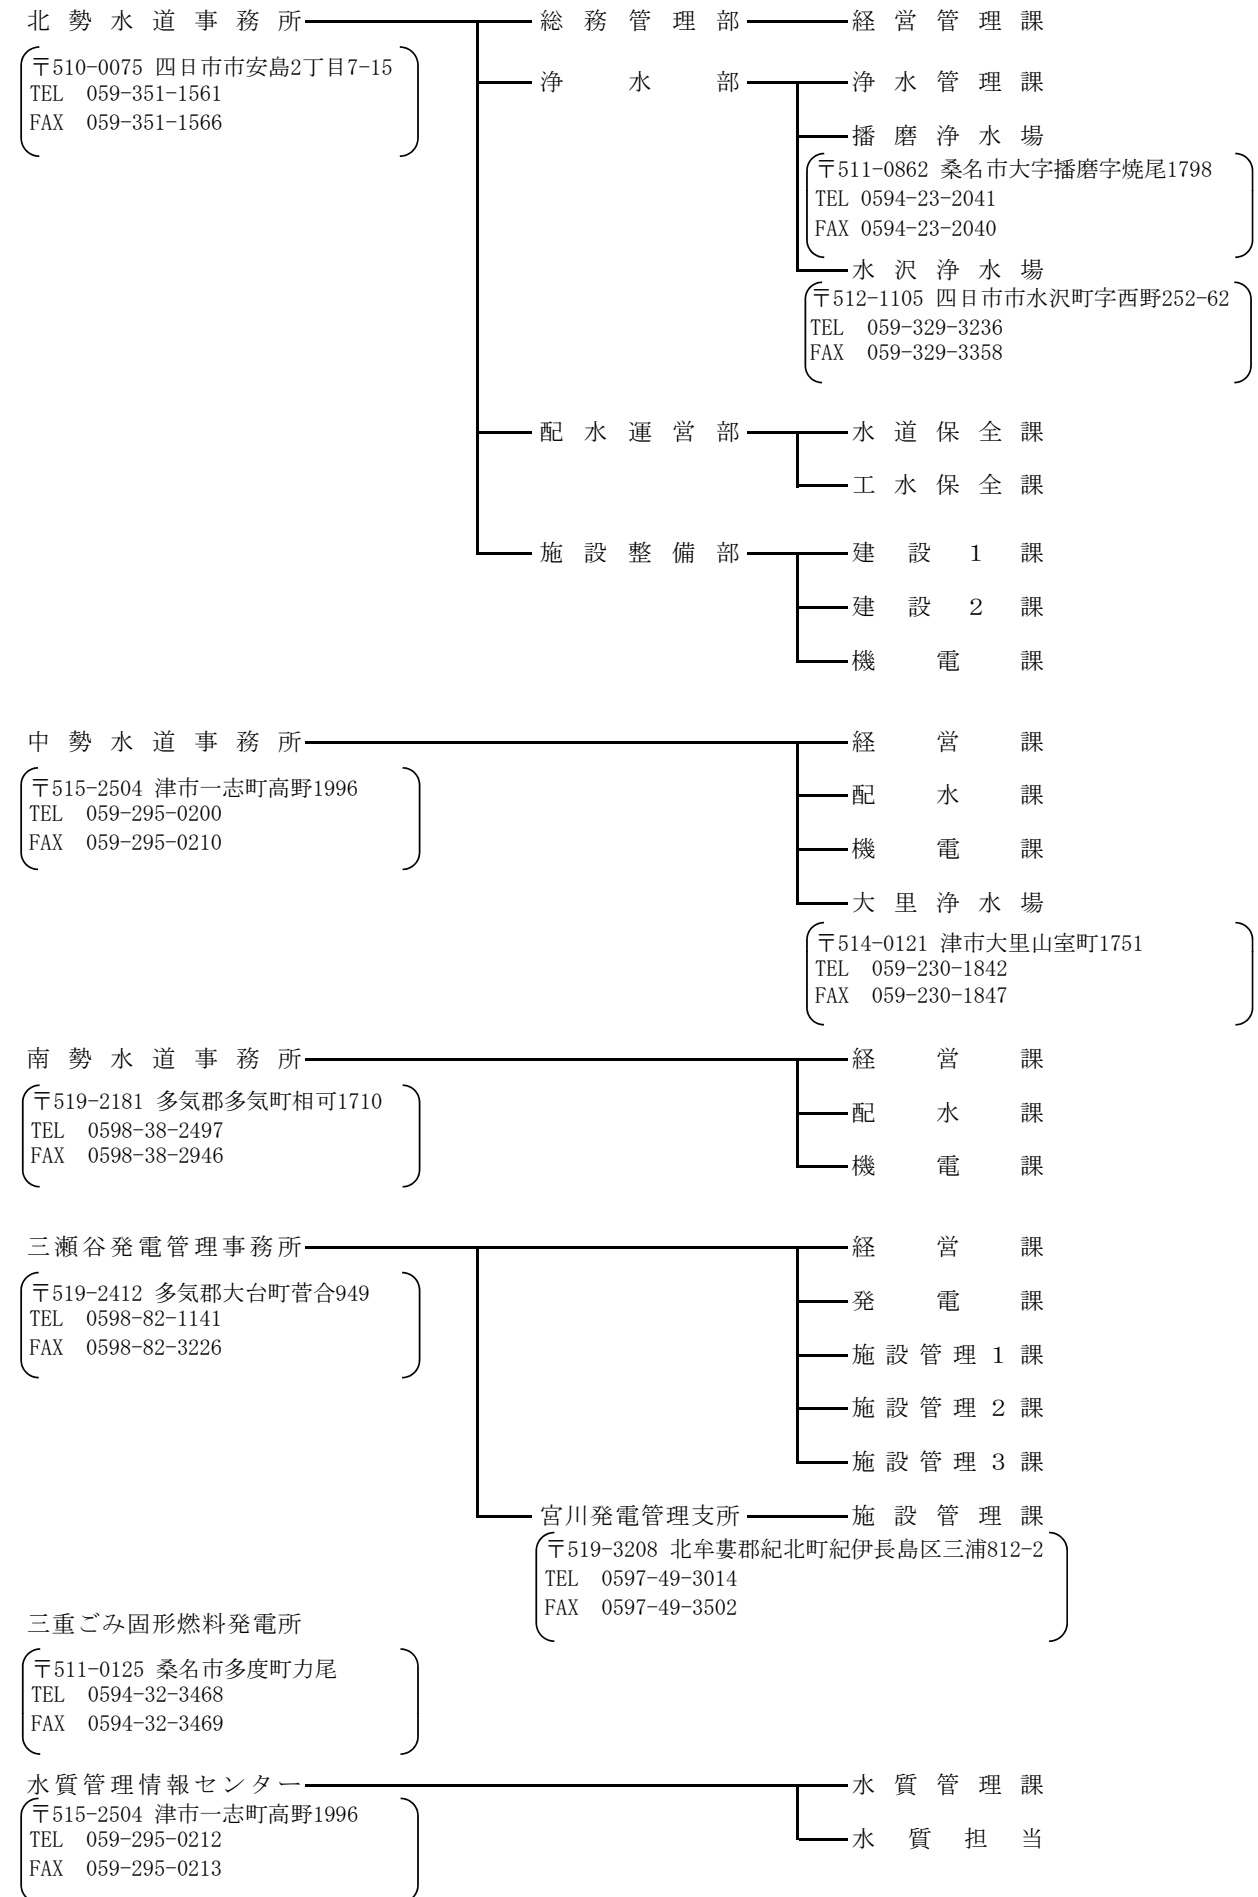 北勢水道事務所 総務管理部 経営管理課
〒510-0075 四日市市安島2丁目7-15
TEL 059-351-1561
FAX 059-351-1566
浄水部 浄水管理課
播磨浄水場
〒511-0862 桑名市大字播磨字焼尾1798
TEL 0594-23-2041
FAX 0594-23-2040
水沢浄水場
〒512-1105 四日市市水沢町字西野252-62
TEL 059-329-3236
FAX 059-329-3358
配水運営部 水道保全課
工水保全課
施設整備部 建設1課
建設2課
機電課
中勢水道事務所 経営課
〒515-2504 津市一志町高野1996
TEL 059-295-0200
FAX 059-295-0210
配水課
機電課
大里浄水場
〒514-0121 津市大里山室町1751
TEL 059-230-1842
FAX 059-230-1847
南勢水道事務所 経営課
〒519-2181 多気郡多気町相可1710
TEL 0598-38-2497
FAX 0598-38-2946
配水課
機電課
三瀬谷発電管理事務所 経営課
〒519-2412 多気郡大台町菅合949
TEL 0598-82-1141
FAX 0598-82-3226
発電課
施設管理1課
施設管理2課
施設管理3課
宮川発電管理支所 施設管理課
〒519-3208 北牟婁郡紀北町紀伊長島区三浦812-2
TEL 0597-49-3014
FAX 0597-49-3502
三重ごみ固形燃料発電所
〒511-0125 桑名市多度町力尾
TEL 0594-32-3468
FAX 0594-32-3469
水質管理情報センター 水質管理課
〒515-2504 津市一志町高野1996
TEL 059-295-0212
FAX 059-295-0213
水質担当